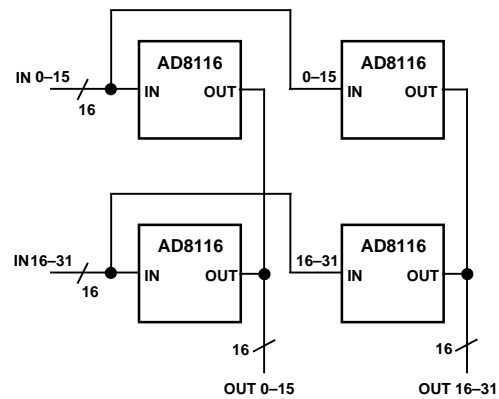 AD8116
AD8116
IN 0–15
16
IN
OUT
0–15
IN
OUT
AD8116
AD8116
IN16–31
16
IN
OUT
16–31
IN
OUT
16
16
OUT 0–15
OUT 16–31